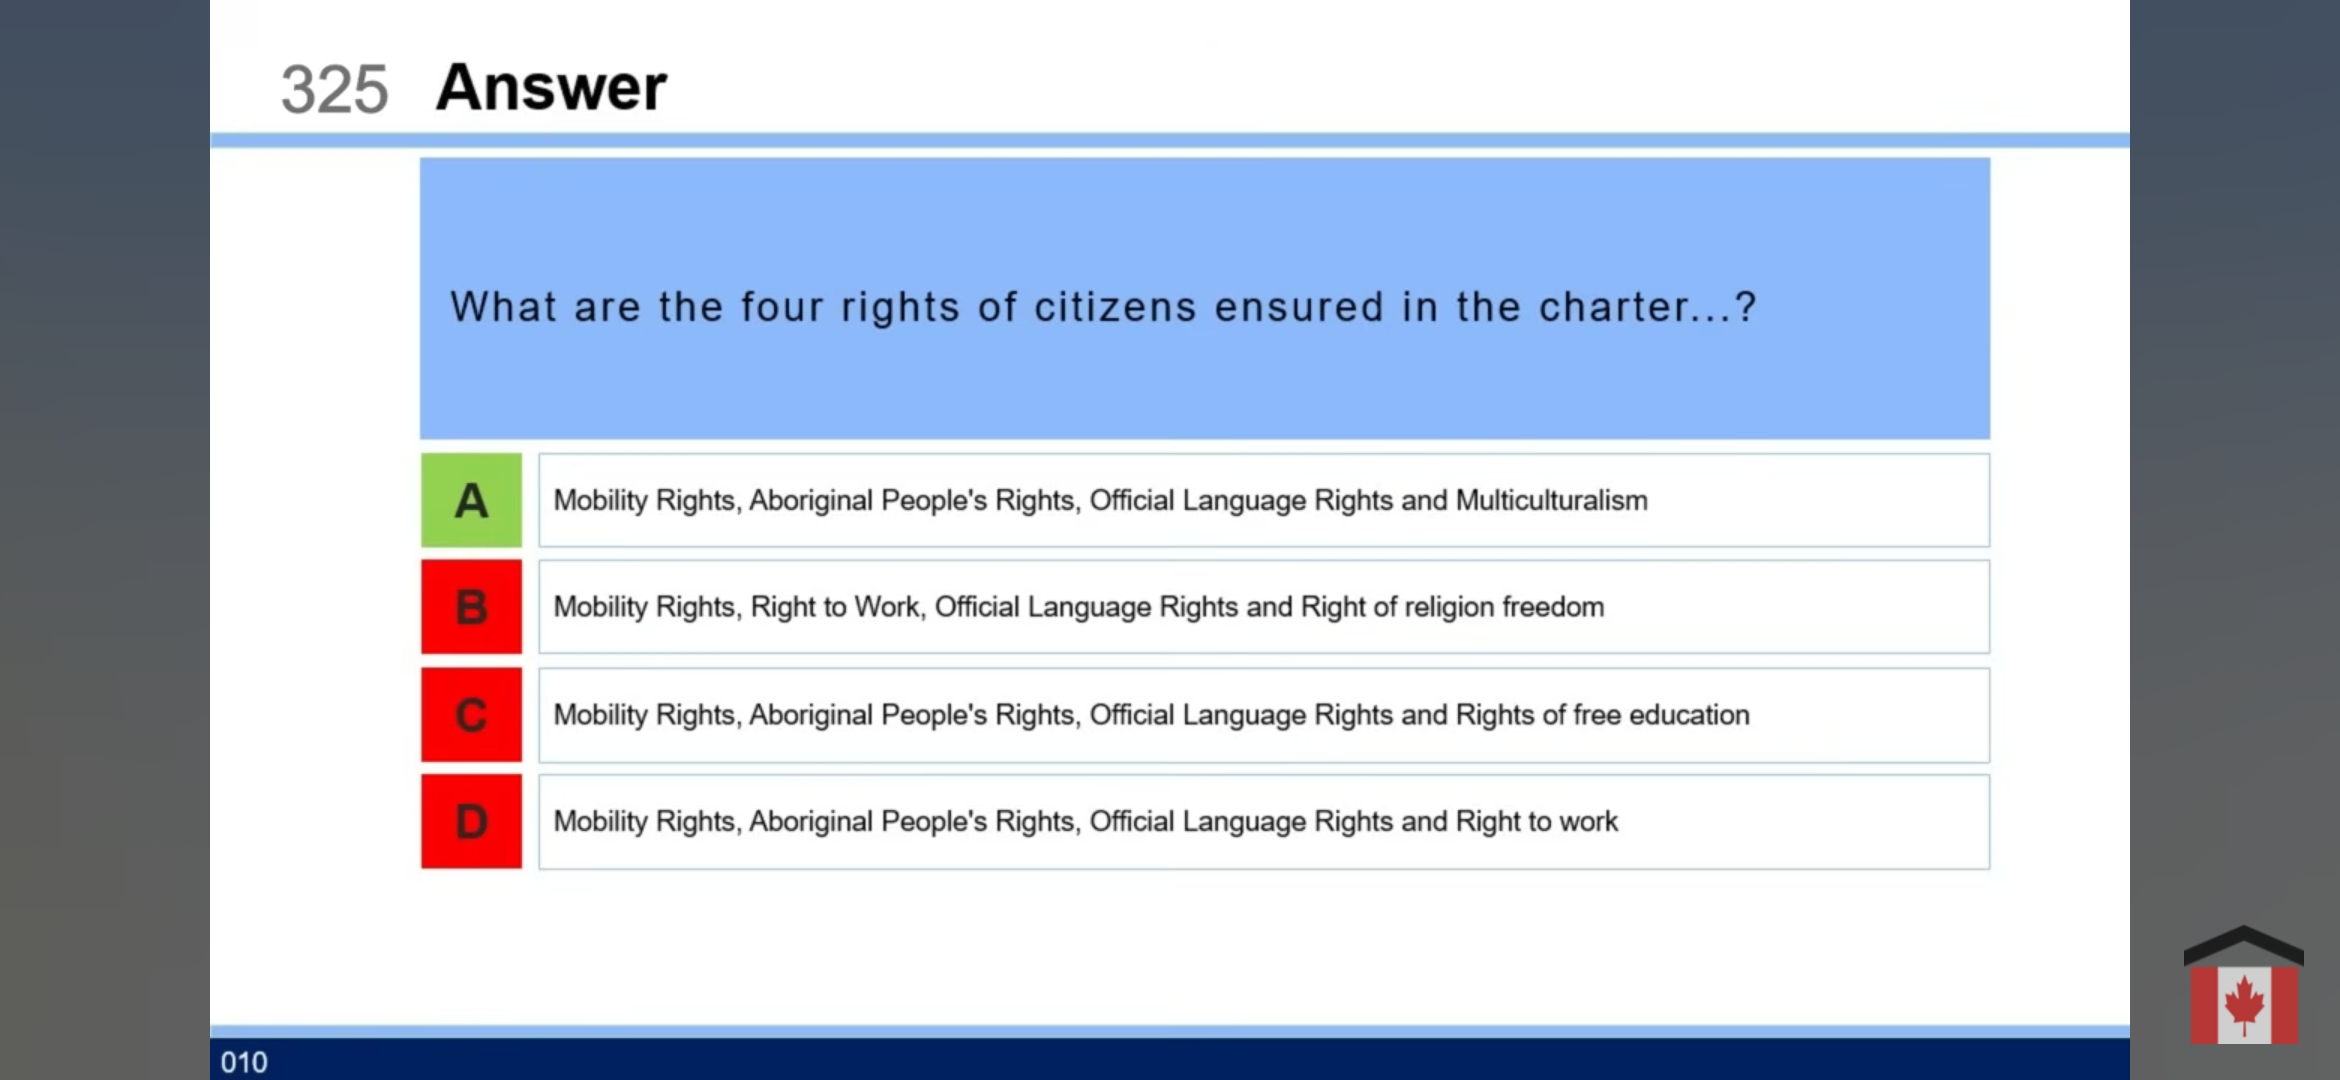 325 Answer
What are the four rights of citizens ensured in the charter...?
A Mobility Rights, Aboriginal People's Rights, Official Language Rights and Multiculturalism
B Mobility Rights, Right to Work, Official Language Rights and Right of religion freedom
C Mobility Rights, Aboriginal People's Rights, Official Language Rights and Rights of free education
D Mobility Rights, Aboriginal People's Rights, Official Language Rights and Right to work
010